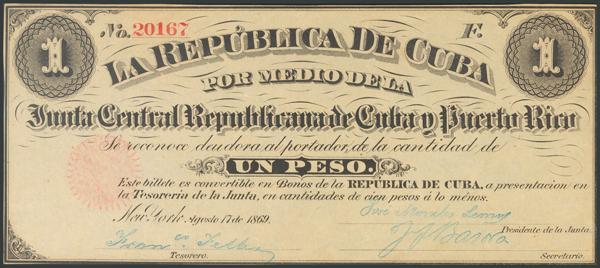 No. 20167 F.
1 LA REPÚBLICA DE CUBA 1
POR MEDIO DE LA
Junta Central Republicana de Cuba y Puerto Rico
Se reconoce deudora al portador, de la cantidad de
UN PESO.
Este billete es convertible en Bonos de la REPÚBLICA DE CUBA, a presentacion en
la Tesoreria de la Junta, en cantidades de cien pesos á lo ménos.
New York, Agosto 17 de 1869.
José Morales Lemus
Presidente de la Junta.
Tesorero. Secretario.